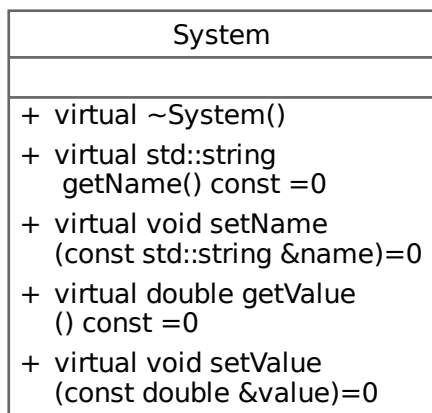 System
+ virtual ~System()
+ virtual std::string
getName() const =0
+ virtual void setName
(const std::string &name)=0
+ virtual double getValue
() const =0
+ virtual void setValue
(const double &value)=0